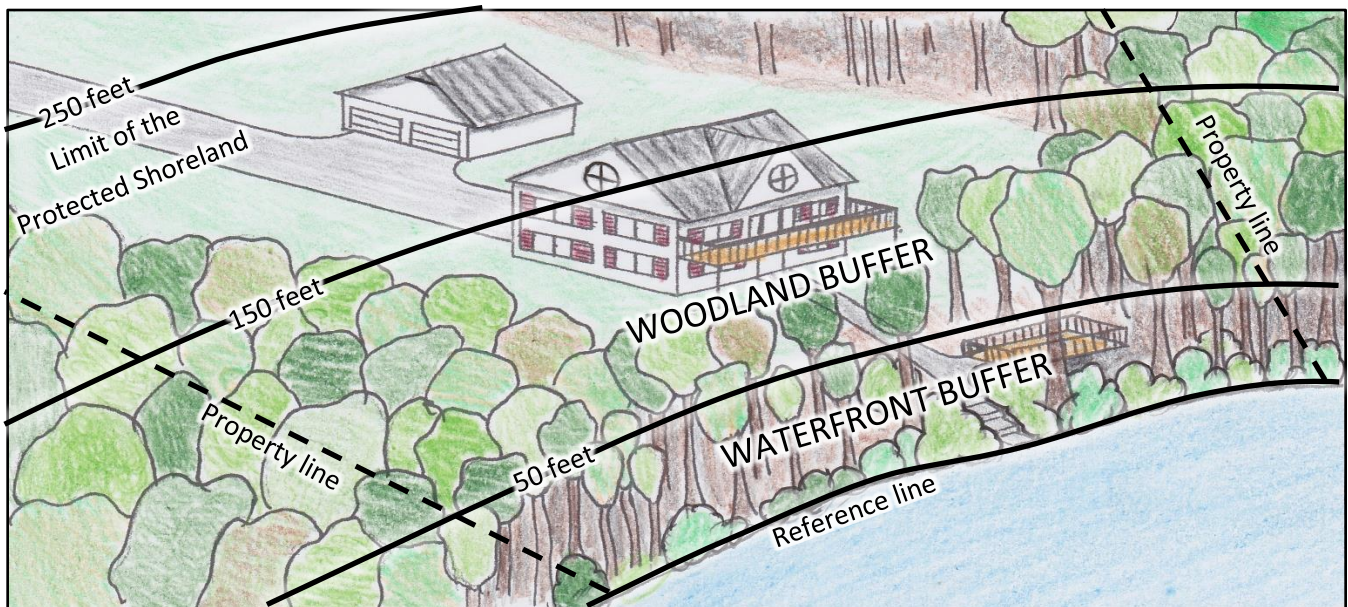 250 feet
Limit of the
Protected Shoreland
Property line
150 feet
WOODLAND BUFFER
WATERFRONT BUFFER
Property line
50 feet
Reference line